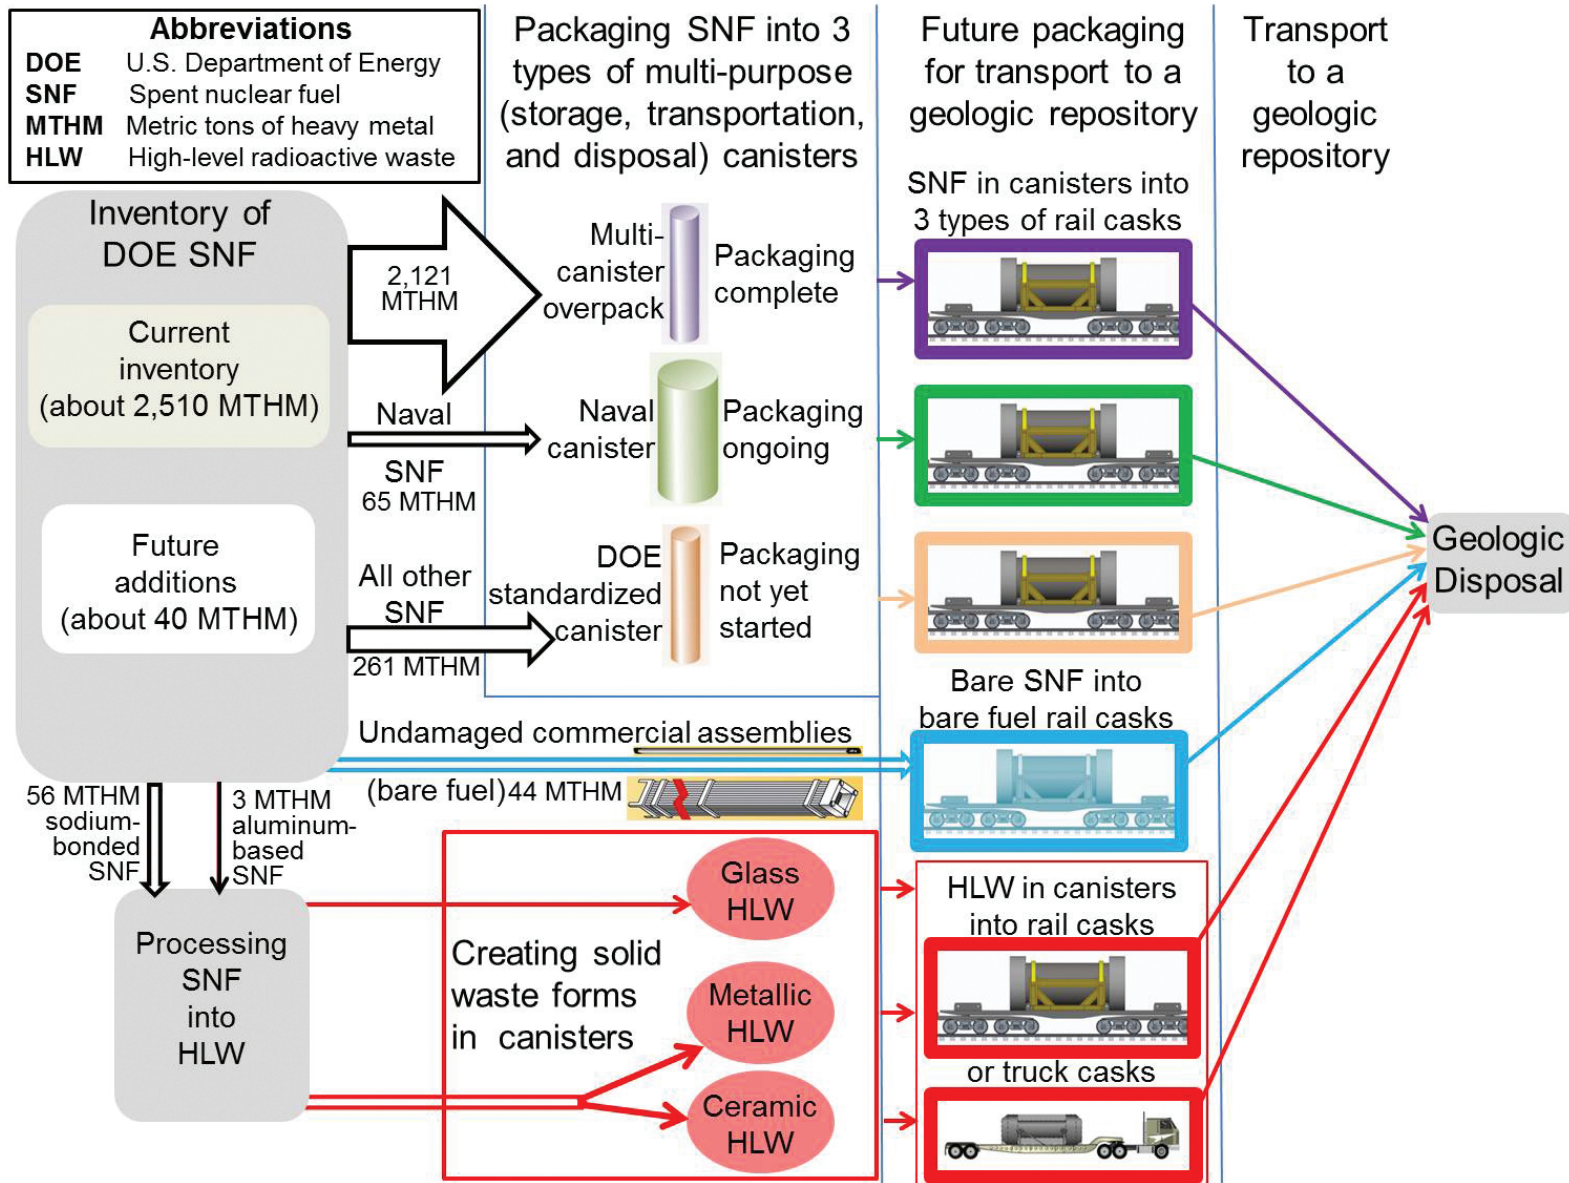 Abbreviations
DOE U.S. Department of Energy
SNF Spent nuclear fuel
MTHM Metric tons of heavy metal
HLW High-level radioactive waste
Packaging SNF into 3
types of multi-purpose
(storage, transportation,
and disposal) canisters
Future packaging
for transport to a
geologic repository
Transport
to a
geologic
repository
Inventory of
DOE SNF
Current
inventory
(about 2,510 MTHM)
Future
additions
(about 40 MTHM)
2,121
MTHM
Multi-
canister
overpack
Packaging
complete
SNF in canisters into
3 types of rail casks
Naval
SNF
65 MTHM
Naval
canister
Packaging
ongoing
All other
SNF
261 MTHM
DOE
standardized
canister
Packaging
not yet
started
Geologic
Disposal
Undamaged commercial assemblies
(bare fuel) 44 MTHM
Bare SNF into
bare fuel rail casks
56 MTHM
sodium-
bonded
SNF
3 MTHM
aluminum-
based
SNF
Processing
SNF
into
HLW
Creating solid
waste forms
in canisters
Glass
HLW
Metallic
HLW
Ceramic
HLW
HLW in canisters
into rail casks
or truck casks